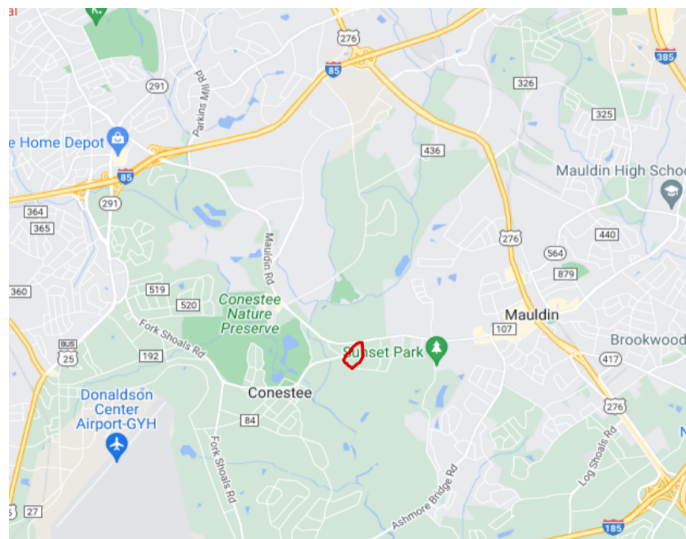 al
R.
276
85
385
291
Parkins Mill Rd
326
325
e Home Depot
436
Mauldin High Schoo
85
291
364
365
276
440
564
879
Mauldin Rd
360
519
520
Conestee
Nature
Preserve
Mauldin
107
Fork Shoals Rd
Sunset Park
Brookwood
BUS
25
192
417
Donaldson
Center
Airport-GYH
Conestee
84
276
Fork Shoals Rd
Log Shoals Rd
Ashmore Bridge Rd
N
27
185